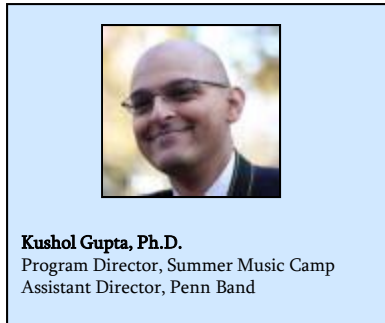 Kushol Gupta, Ph.D.
Program Director, Summer Music Camp
Assistant Director, Penn Band